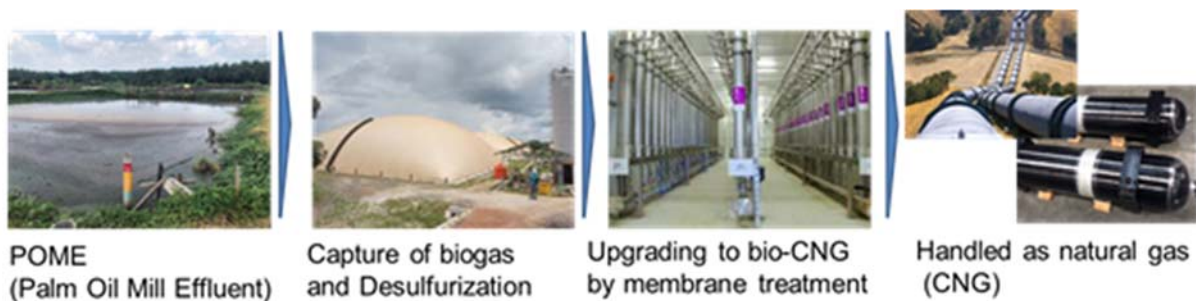 POME
(Palm Oil Mill Effluent)
Capture of biogas
and Desulfurization
Upgrading to bio-CNG
by membrane treatment
Handled as natural gas
(CNG)